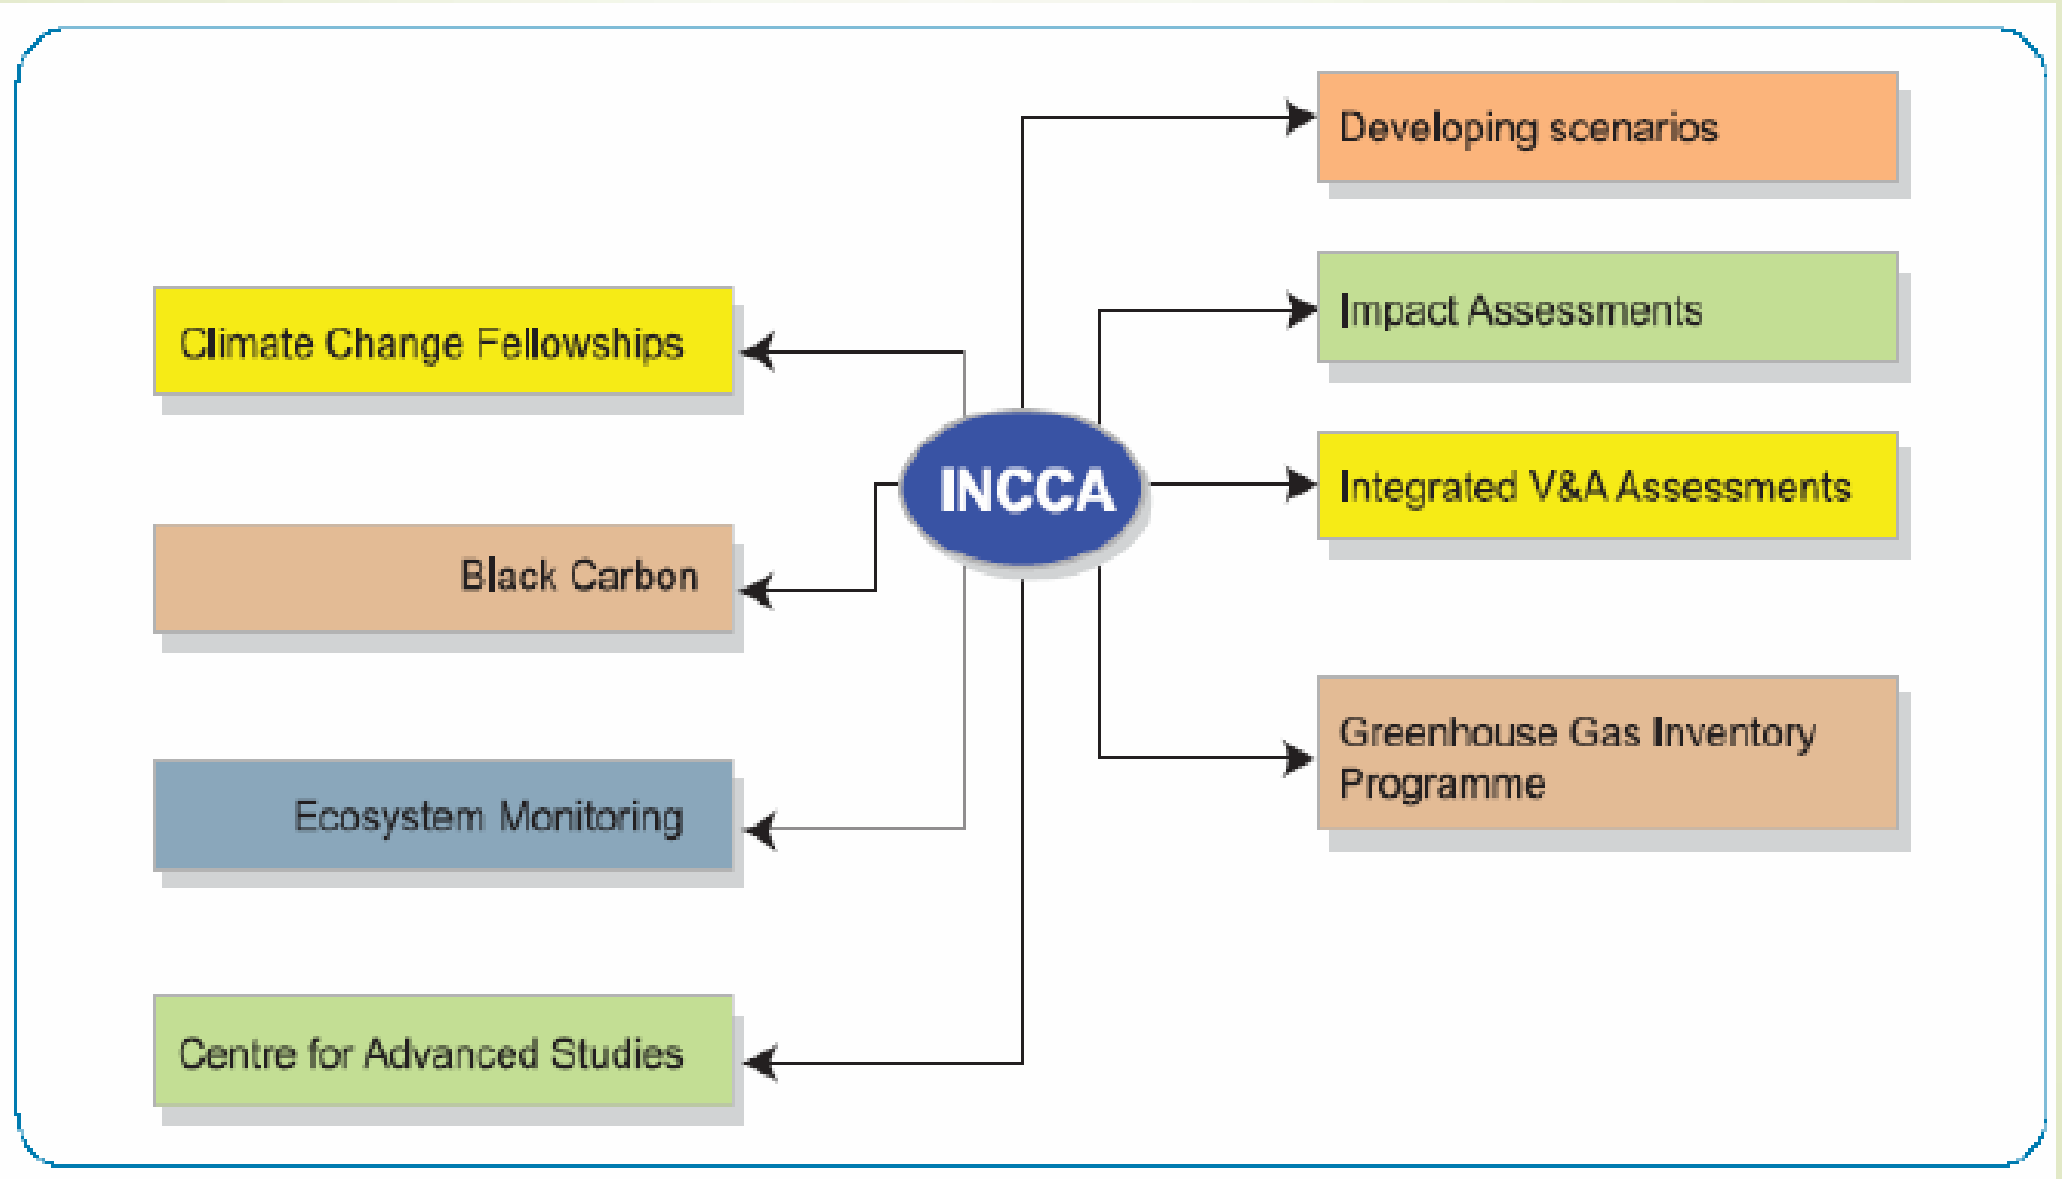 Developing scenarios
Impact Assessments
Climate Change Fellowships
INCCA
Integrated V&A Assessments
Black Carbon
Greenhouse Gas Inventory
Programme
Ecosystem Monitoring
Centre for Advanced Studies